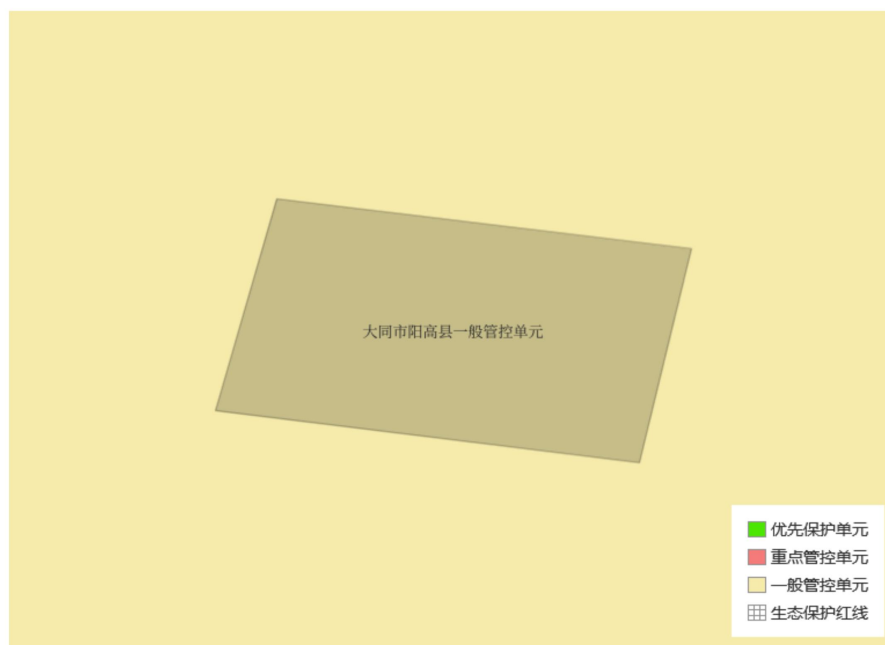 大同市阳高县一般管控单元
优先保护单元
重点管控单元
一般管控单元
生态保护红线